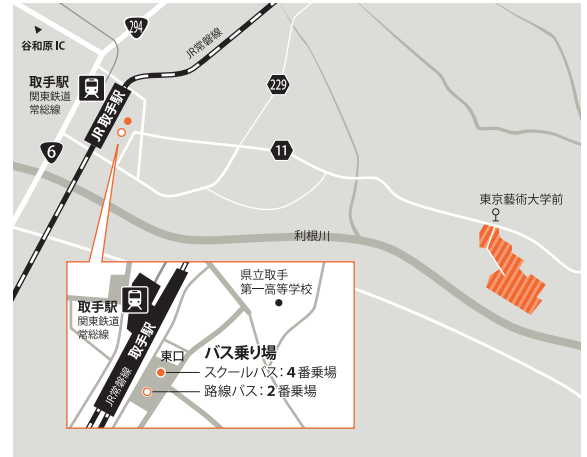 294
谷和原 IC
JR常磐線
取手駅
関東鉄道
常総線
JR 取手駅
229
6
11
東京藝術大学前
利根川
県立取手
第一高等学校
取手駅
関東鉄道
常総線
取手駅
JR常磐線
東口
バス乗り場
スクールバス：4番乗場
路線バス：2番乗場